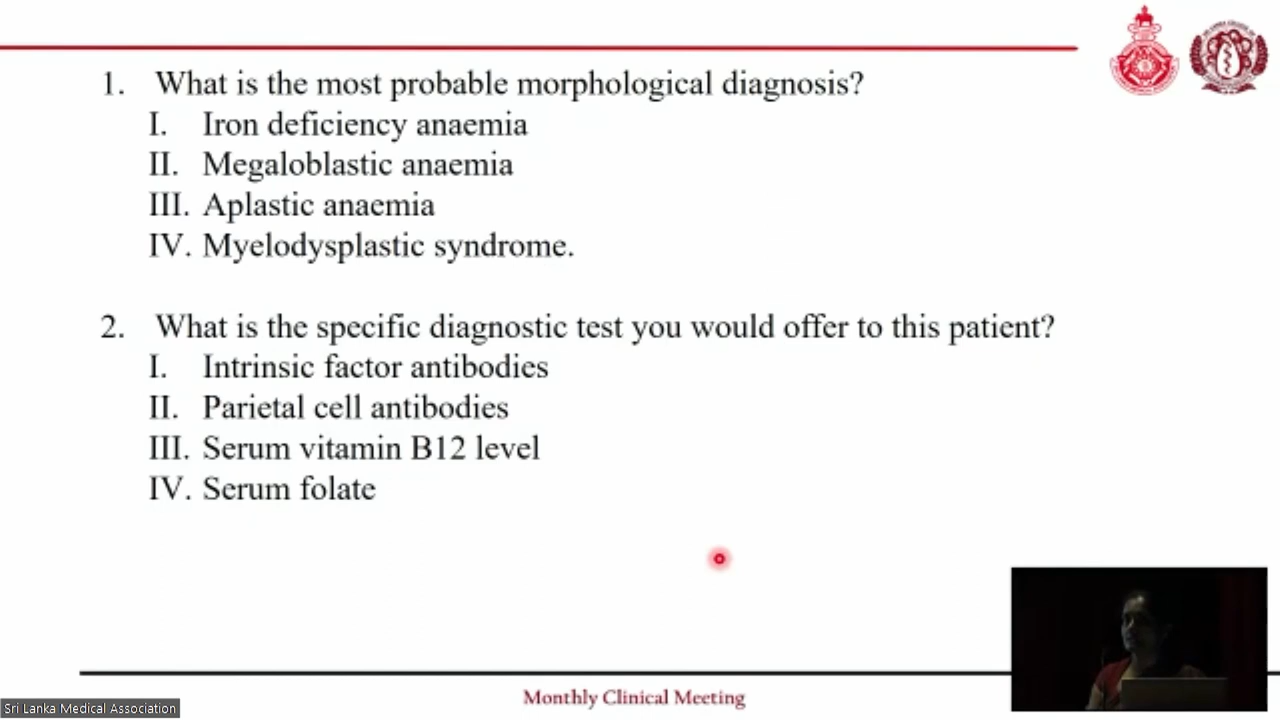 1. What is the most probable morphological diagnosis?
I. Iron deficiency anaemia
II. Megaloblastic anaemia
III. Aplastic anaemia
IV. Myelodysplastic syndrome.
2. What is the specific diagnostic test you would offer to this patient?
I. Intrinsic factor antibodies
II. Parietal cell antibodies
III. Serum vitamin B12 level
IV. Serum folate
Monthly Clinical Meeting
Sri Lanka Medical Association